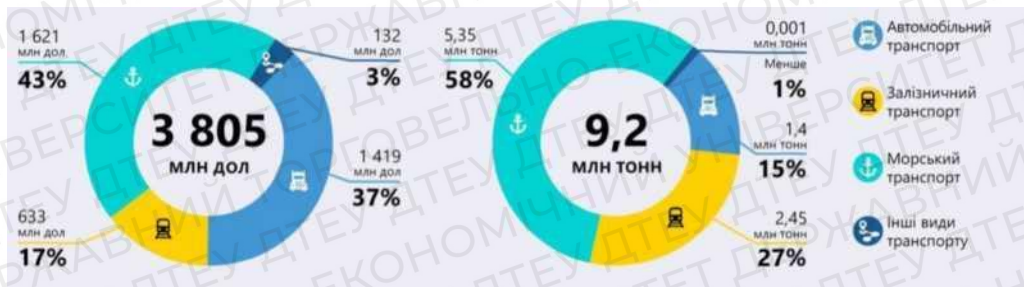 1 621
млн дол
43%
132
млн дол
3%
3 805
млн дол
1 419
млн дол
37%
633
млн дол
17%
5,35
млн тонн
58%
0,001
млн тонн
Менше
1%
9,2
млн тонн
1,4
млн тонн
15%
2,45
млн тонн
27%
Автомобільний
транспорт
Залізничний
транспорт
Морський
транспорт
Інші види
транспорту